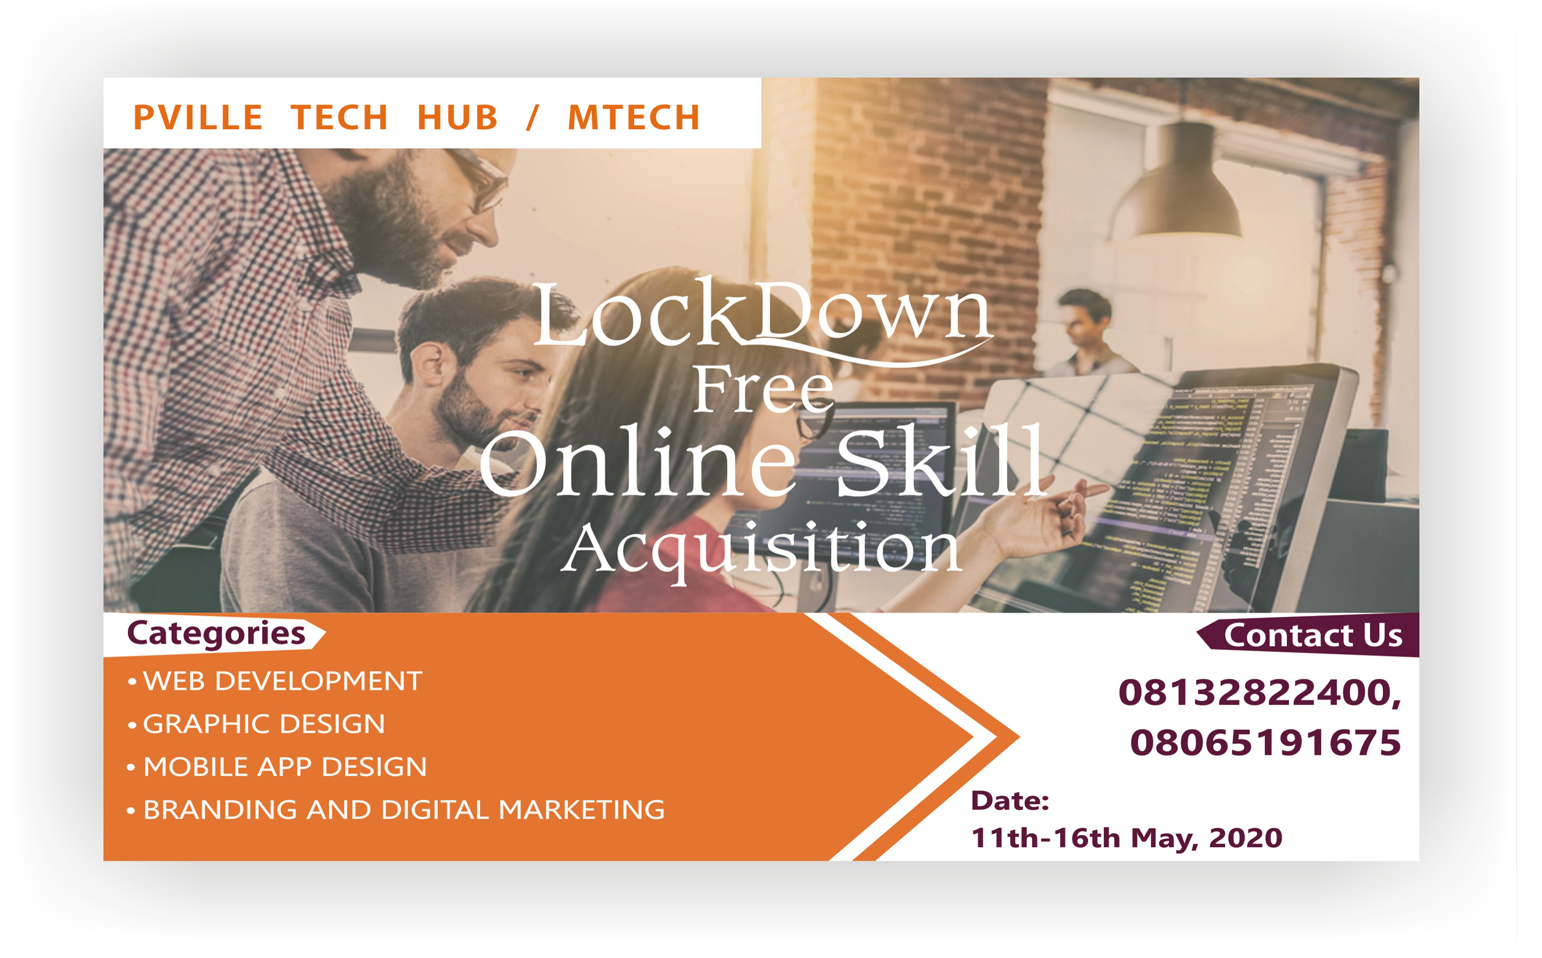 PVILLE TECH HUB / MTECH
LockDown
Free
Online Skill
Acquisition
Categories
• WEB DEVELOPMENT
• GRAPHIC DESIGN
• MOBILE APP DESIGN
• BRANDING AND DIGITAL MARKETING
Contact Us
08132822400,
08065191675
Date:
11th-16th May, 2020